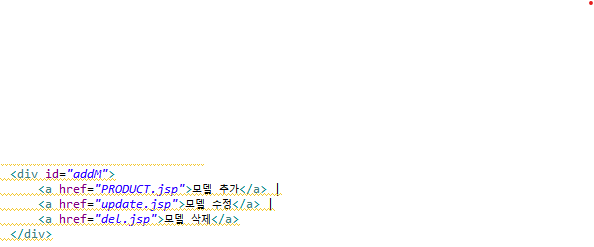 <div id="addM">
<a href="PRODUCT.jsp">모델 추가</a> |
<a href="update.jsp">모델 수정</a> |
<a href="del.jsp">모델 삭제</a>
</div>